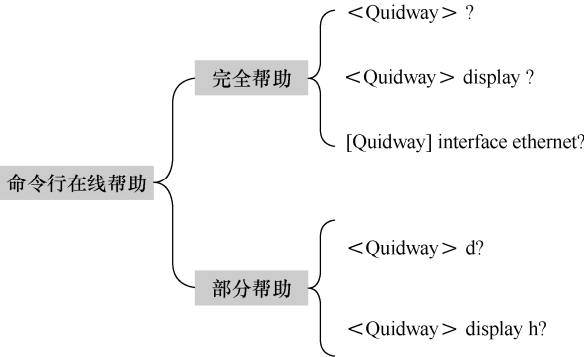 <Quidway> ?
完全帮助
<Quidway> display ?
[Quidway] interface ethernet?
命令行在线帮助
<Quidway> d?
部分帮助
<Quidway> display h?